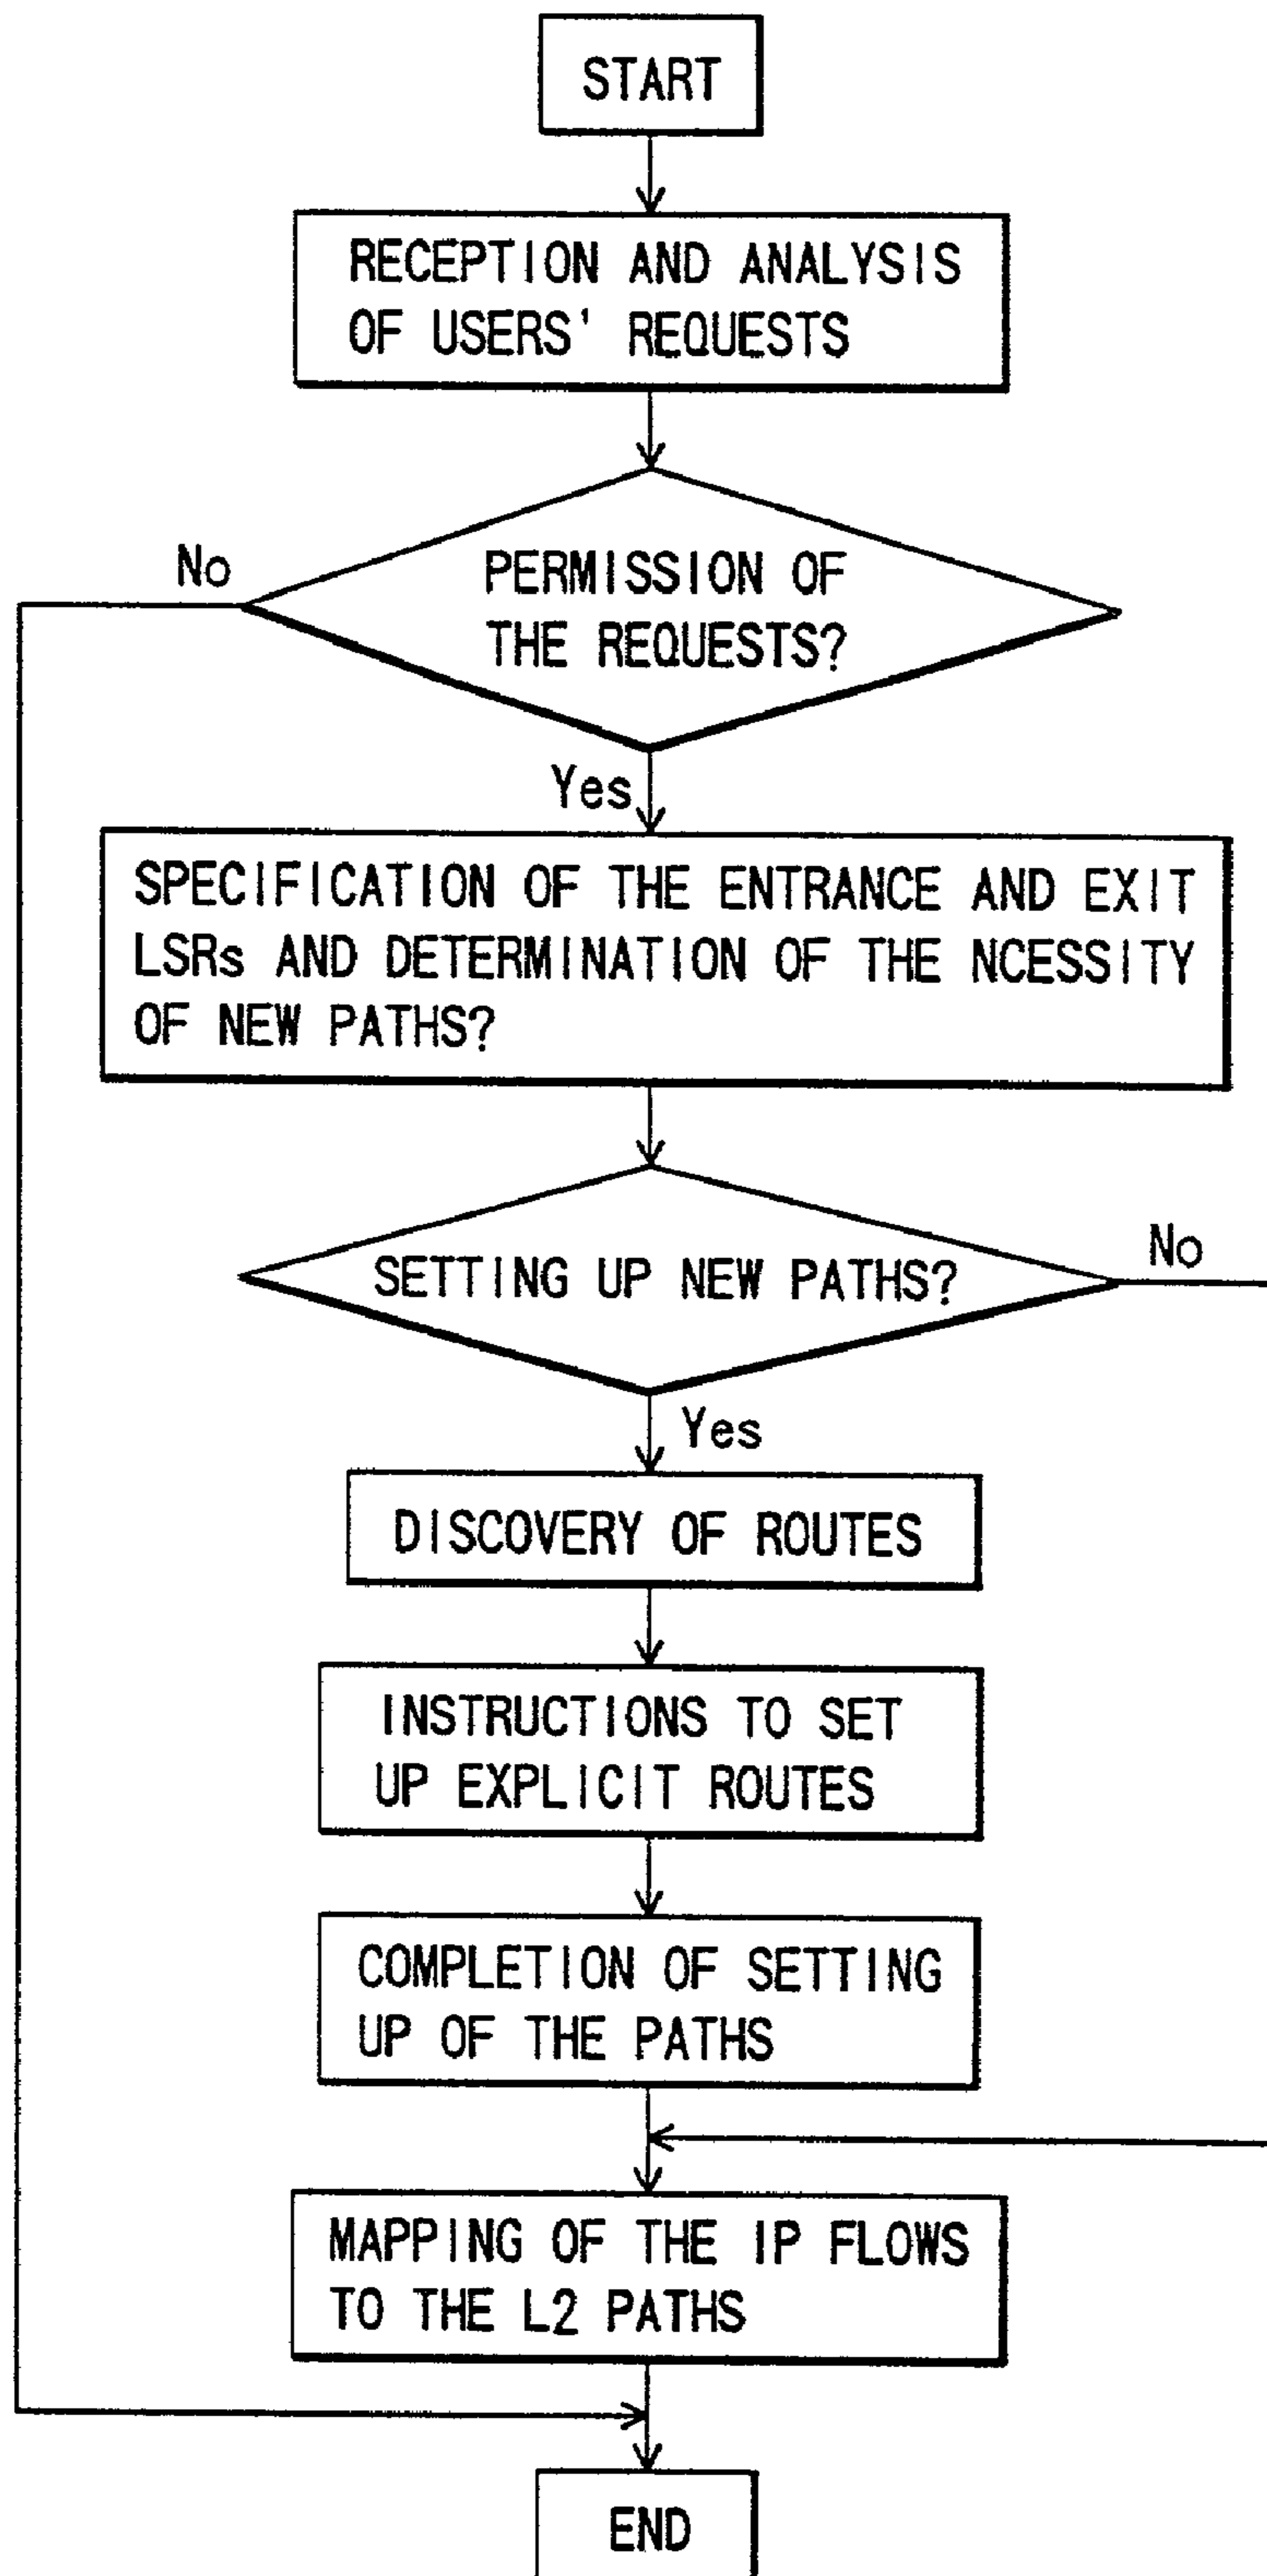 START
RECEPTION AND ANALYSIS
OF USERS' REQUESTS
No
PERMISSION OF
THE REQUESTS?
Yes
SPECIFICATION OF THE ENTRANCE AND EXIT
LSRs AND DETERMINATION OF THE NCESSITY
OF NEW PATHS?
SETTING UP NEW PATHS?
No
Yes
DISCOVERY OF ROUTES
INSTRUCTIONS TO SET
UP EXPLICIT ROUTES
COMPLETION OF SETTING
UP OF THE PATHS
MAPPING OF THE IP FLOWS
TO THE L2 PATHS
END